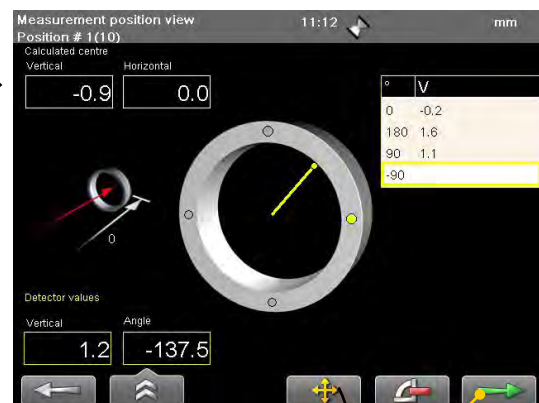 Measurement position view 11:12 mm
Position # 1(10)
Calculated centre
Vertical Horizontal
-0.9 0.0
° V
0 -0.2
180 1.6
90 1.1
-90
0
Detector values
Vertical Angle
1.2 -137.5